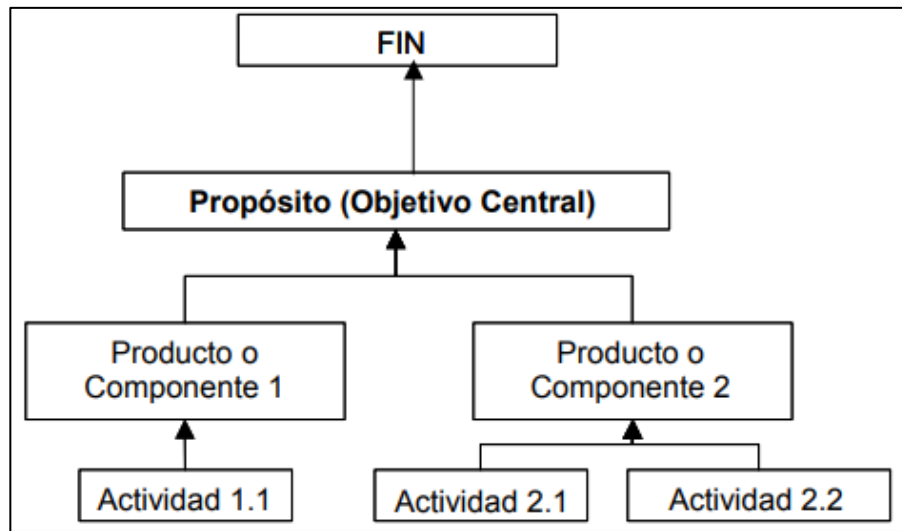 FIN
Propósito (Objetivo Central)
Producto o
Componente 1
Producto o
Componente 2
Actividad 1.1
Actividad 2.1
Actividad 2.2